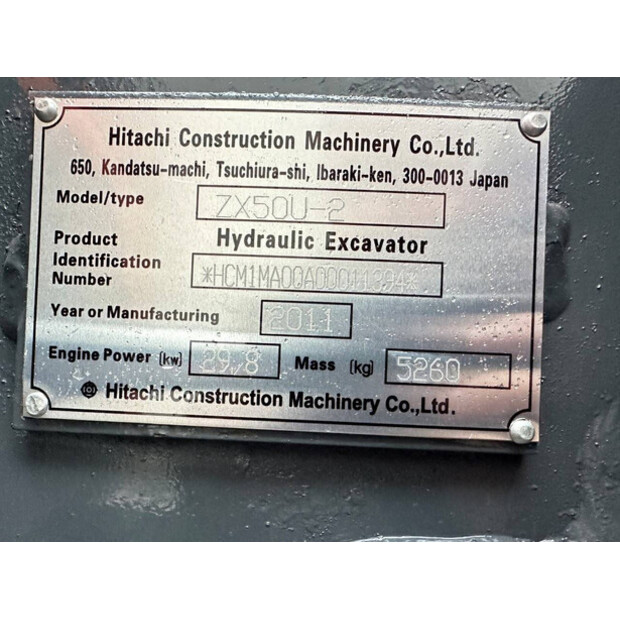 Hitachi Construction Machinery Co.,Ltd.
650, Kandatsu-machi, Tsuchiura-shi, Ibaraki-ken, 300-0013 Japan
Model/type ZX50U-2
Product Hydraulic Excavator
Identification
Number *HCM1MA00A00011394*
Year or Manufacturing 2011
Engine Power (kw) 29,8 Mass (kg) 5260
Hitachi Construction Machinery Co.,Ltd.